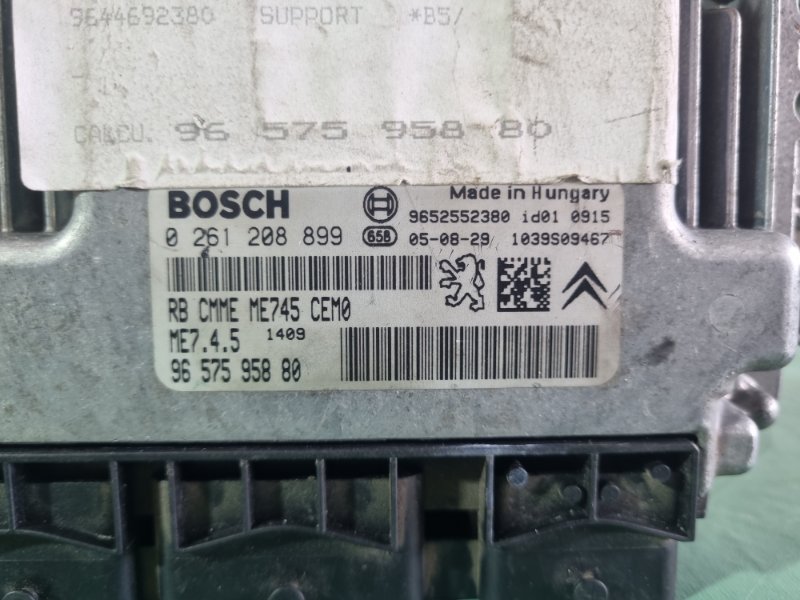 9644692380 SUPPORT *B5/
CALCU. 96 575 958 80
BOSCH Made in Hungary
9652552380 id01 0915
0 261 208 899 658 05-08-29 1039S09467
RB CMME ME745 CEM0
ME7.4.5 1409
96 575 958 80